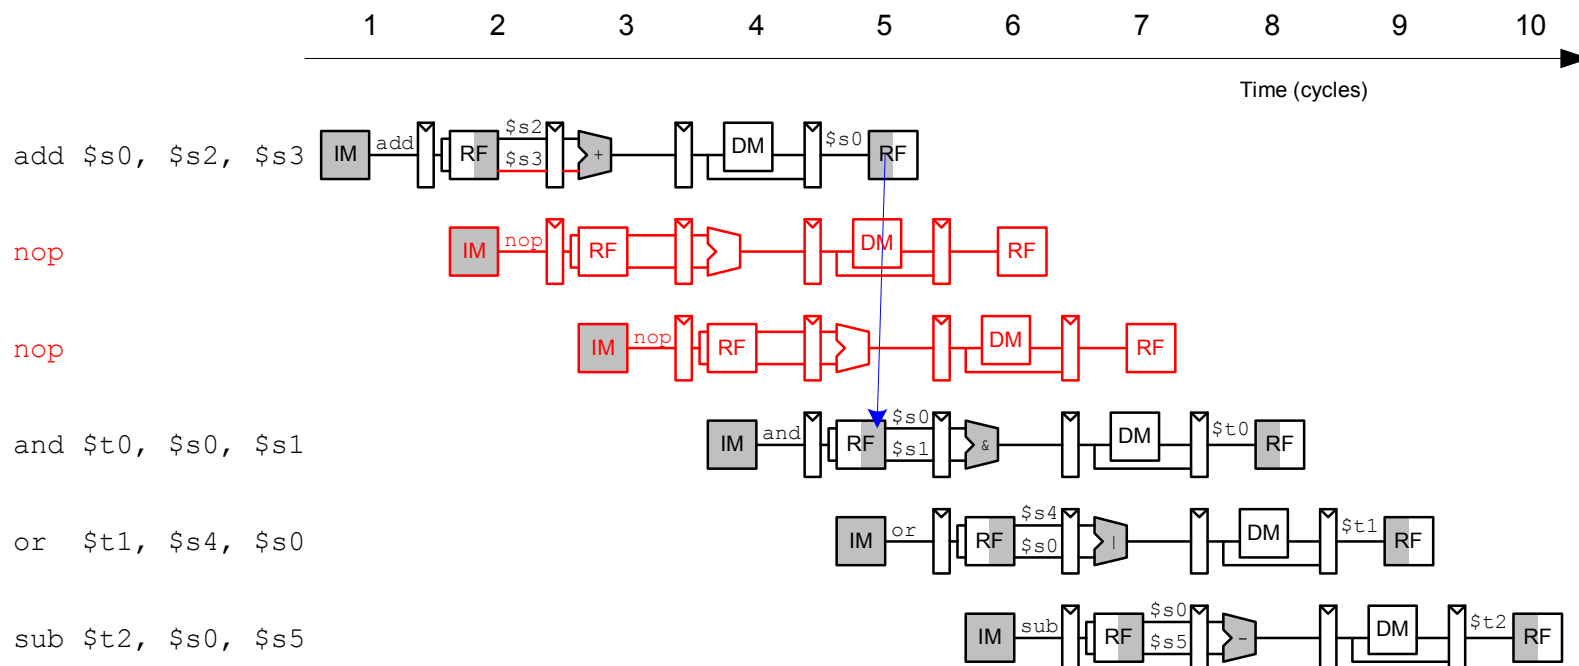 1 2 3 4 5 6 7 8 9 10
Time (cycles)
add $s0, $s2, $s3 IM add RF $s2 $s3 + DM $s0 RF
nop IM nop RF DM RF
nop IM nop RF DM RF
and $t0, $s0, $s1 IM and RF $s0 $s1 & DM $t0 RF
or $t1, $s4, $s0 IM or RF $s4 $s0 | DM $t1 RF
sub $t2, $s0, $s5 IM sub RF $s0 $s5 - DM $t2 RF